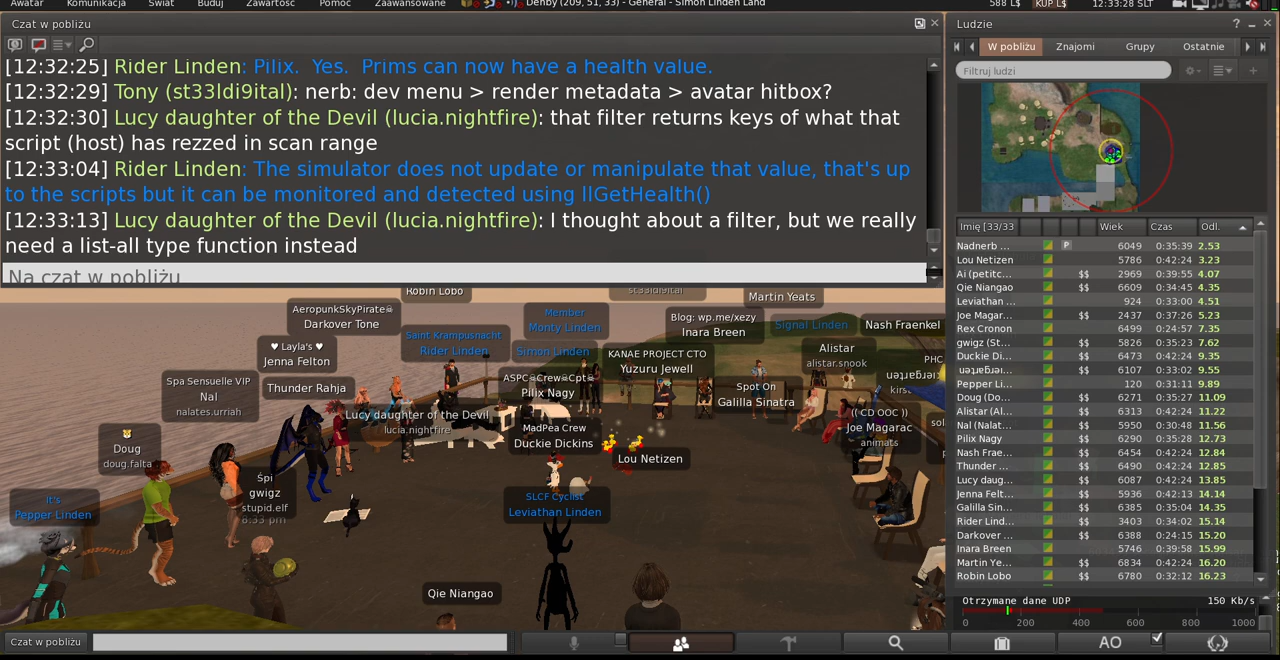 Awatar Komunikacja Świat Buduj Zawartość Pomoc Zaawansowane Denby (209, 51, 33) - General - Simon Linden Land 588 L$ KUP L$ 12:33:28 SLT
Czat w pobliżu
[12:32:25] Rider Linden: Pilix. Yes. Prims can now have a health value.
[12:32:29] Tony (st33ldi9ital): nerb: dev menu > render metadata > avatar hitbox?
[12:32:30] Lucy daughter of the Devil (lucia.nightfire): that filter returns keys of what that
script (host) has rezzed in scan range
[12:33:04] Rider Linden: The simulator does not update or manipulate that value, that's up
to the scripts but it can be monitored and detected using llGetHealth()
[12:33:13] Lucy daughter of the Devil (lucia.nightfire): I thought about a filter, but we really
need a list-all type function instead
Na czat w pobliżu
Robin Lobo
st33ldi9ital
Martin Yeats
AeropunkSkyPirate☠
Darkover Tone
Member
Monty Linden
Blog: wp.me/xezy
Inara Breen
Signal Linden
Nash Fraenkel
Saint Krampusnacht
Rider Linden
Simon Linden
♥ Layla's ♥
Jenna Felton
KANAE PROJECT CTO
Yuzuru Jewell
Alistar
alistar.snook
PHC
uaʇɹɐƃʚɹ
kirs
Spa Sensuelle VIP
Nal
nalates.urriah
Thunder Rahja
ASPC☠Crew☠Cpt☠
Pilix Nagy
Spot On
Galilla Sinatra
Lucy daughter of the Devil
lucia.nightfire
MadPea Crew
Duckie Dickins
(( CD OOC ))
Joe Magarac
animats
sol
Doug
doug.falta
Lou Netizen
Śpi
gwigz
stupid.elf
8:33 pm
It's
Pepper Linden
SLCF Cyclist
Leviathan Linden
Qie Niangao
Czat w pobliżu
Ludzie
W pobliżu Znajomi Grupy Ostatnie
Filtruj ludzi
Imię [33/33 Wiek Czas Odl.
Nadnerb ... P 6049 0:35:39 2.53
Lou Netizen 5786 0:42:24 3.23
Ai (petitc... $$ 2969 0:39:55 4.07
Qie Niangao $$ 6609 0:34:45 4.35
Leviathan ... 924 0:33:00 4.51
Joe Magar... $$ 2437 0:37:26 5.23
Rex Cronon 6499 0:24:57 7.35
gwigz (St... $$ 5826 0:35:23 7.62
Duckie Di... $$ 6473 0:42:24 9.35
$$ 6107 0:33:02 9.55
Pepper Li... 120 0:31:11 9.89
Doug (Do... $$ 6271 0:35:27 11.09
Alistar (Al... $$ 6313 0:42:24 11.22
Nal (Nalat... $$ 5950 0:30:48 11.56
Pilix Nagy $$ 6290 0:35:28 12.73
Nash Frae... $$ 6454 0:42:24 12.84
Thunder ... $$ 6490 0:42:24 12.85
Lucy daug... $$ 6087 0:42:24 13.85
Jenna Felt... $$ 5936 0:42:13 14.14
Galilla Sin... $$ 6385 0:35:04 14.35
Rider Lind... $$ 3403 0:34:02 15.14
Darkover ... $$ 6388 0:24:15 15.20
Inara Breen 5746 0:39:58 15.99
Martin Ye... $$ 6834 0:42:24 16.20
Robin Lobo $$ 6780 0:32:12 16.23
Otrzymane dane UDP 150 Kb/s
0 200 400 600 800 1000
AO